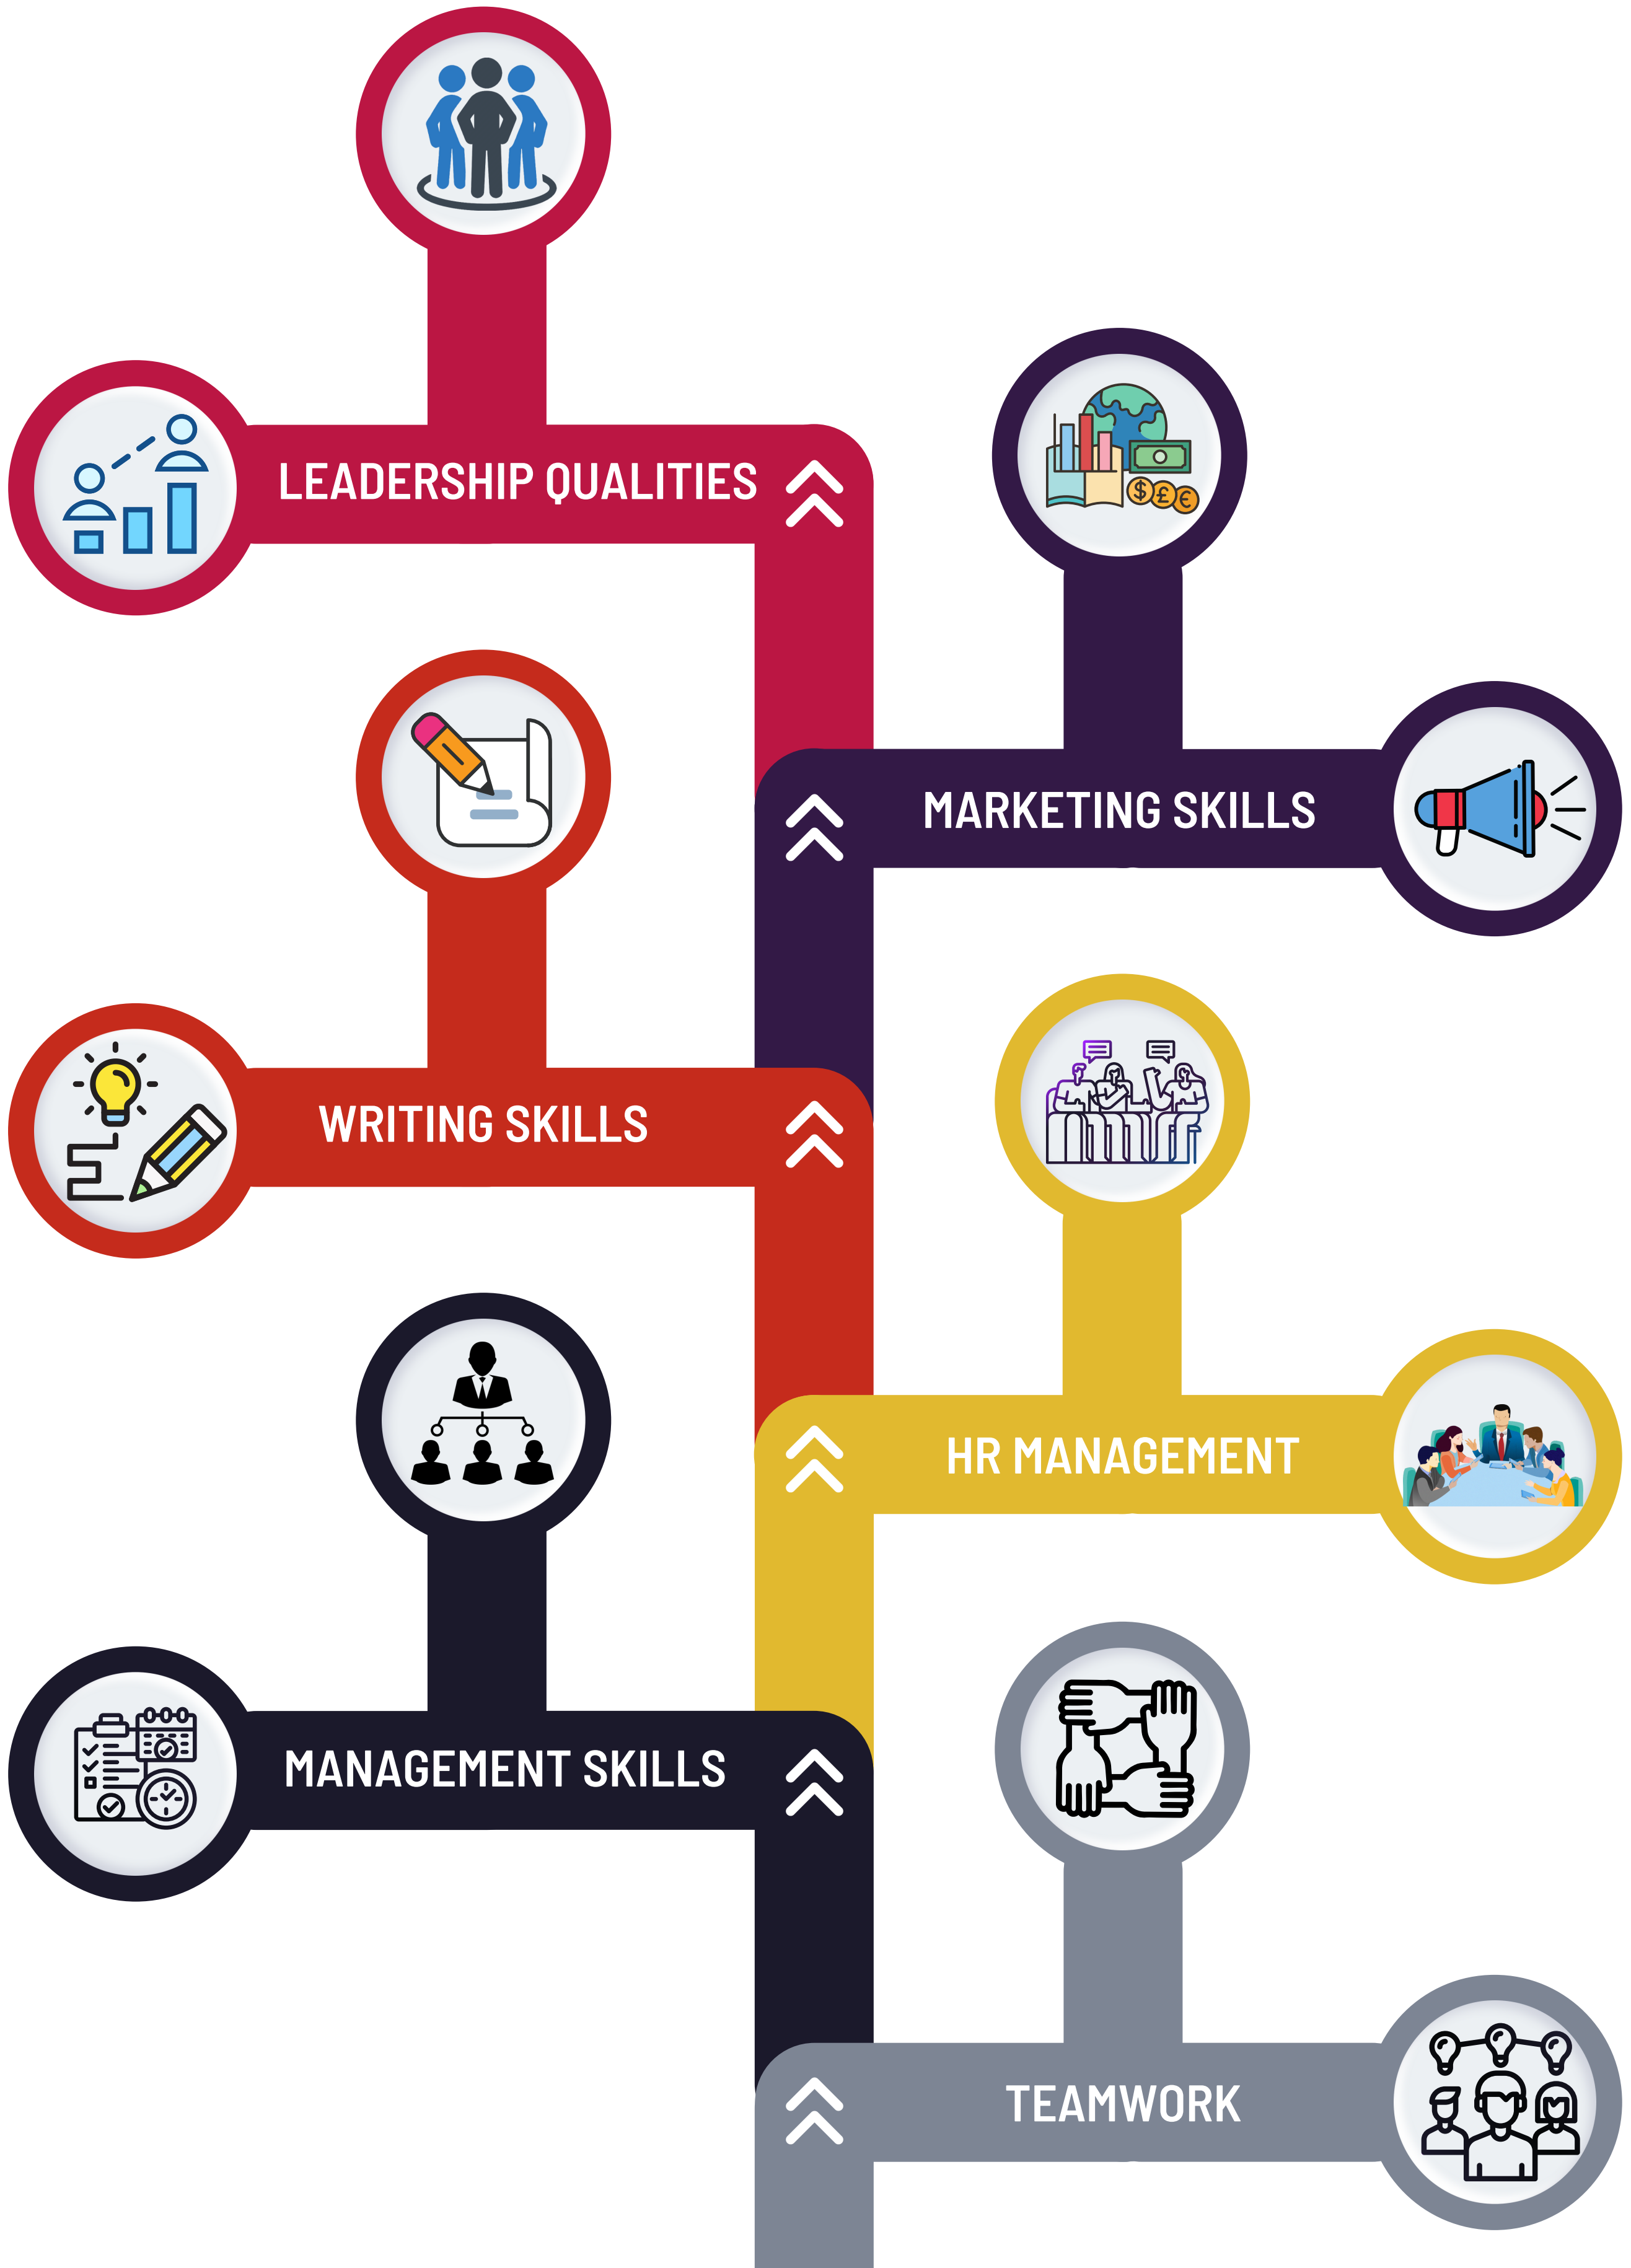 LEADERSHIP QUALITIES
$ £ €
MARKETING SKILLS
WRITING SKILLS
HR MANAGEMENT
MANAGEMENT SKILLS
TEAMWORK